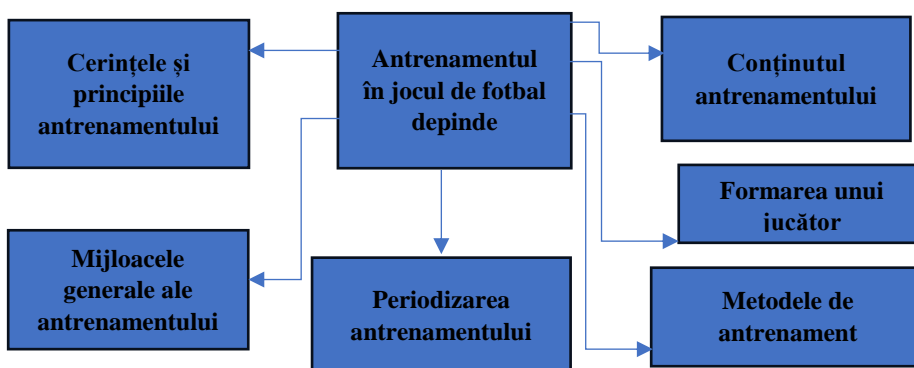 Cerințele și
principiile
antrenamentului
Antrenamentul
în jocul de fotbal
depinde
Conținutul
antrenamentului
Formarea unui
jucător
Mijloacele
generale ale
antrenamentului
Periodizarea
antrenamentului
Metodele de
antrenament